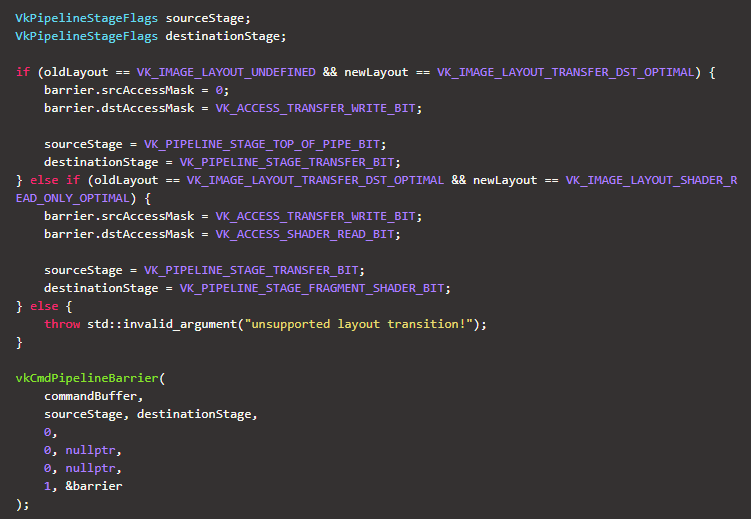 VkPipelineStageFlags sourceStage;
VkPipelineStageFlags destinationStage;

if (oldLayout == VK_IMAGE_LAYOUT_UNDEFINED && newLayout == VK_IMAGE_LAYOUT_TRANSFER_DST_OPTIMAL) {
    barrier.srcAccessMask = 0;
    barrier.dstAccessMask = VK_ACCESS_TRANSFER_WRITE_BIT;

    sourceStage = VK_PIPELINE_STAGE_TOP_OF_PIPE_BIT;
    destinationStage = VK_PIPELINE_STAGE_TRANSFER_BIT;
} else if (oldLayout == VK_IMAGE_LAYOUT_TRANSFER_DST_OPTIMAL && newLayout == VK_IMAGE_LAYOUT_SHADER_R
EAD_ONLY_OPTIMAL) {
    barrier.srcAccessMask = VK_ACCESS_TRANSFER_WRITE_BIT;
    barrier.dstAccessMask = VK_ACCESS_SHADER_READ_BIT;

    sourceStage = VK_PIPELINE_STAGE_TRANSFER_BIT;
    destinationStage = VK_PIPELINE_STAGE_FRAGMENT_SHADER_BIT;
} else {
    throw std::invalid_argument("unsupported layout transition!");
}

vkCmdPipelineBarrier(
    commandBuffer,
    sourceStage, destinationStage,
    0,
    0, nullptr,
    0, nullptr,
    1, &barrier
);